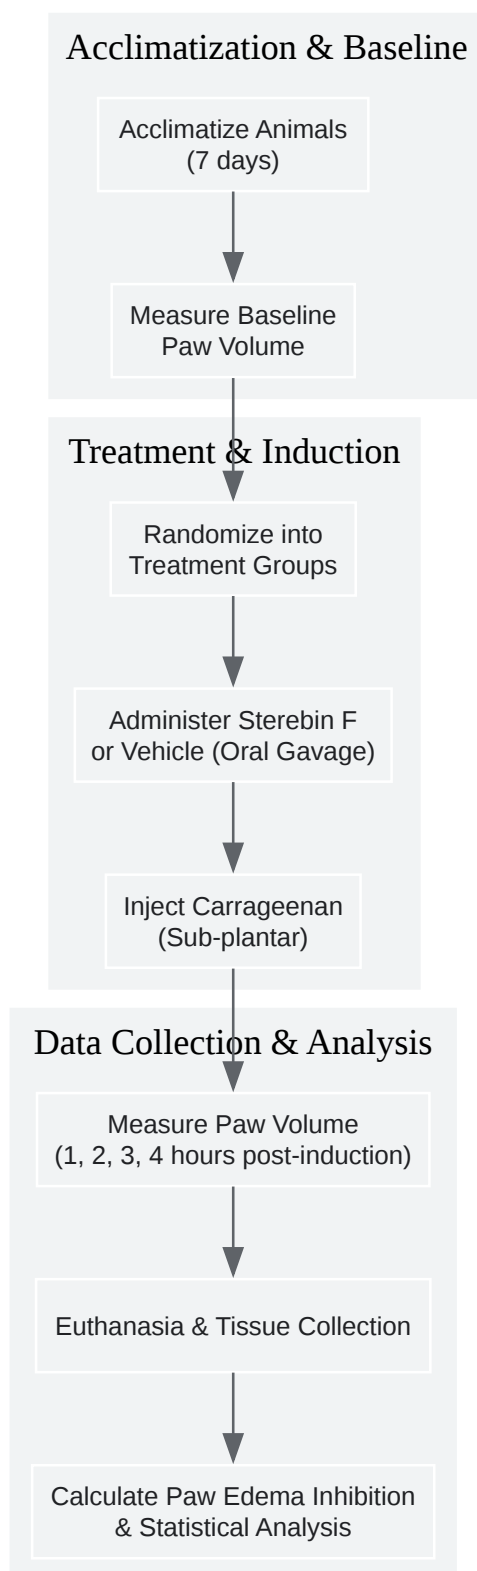 Acclimatization & Baseline
Acclimatize Animals
(7 days)
Measure Baseline
Paw Volume
Treatment & Induction
Randomize into
Treatment Groups
Administer Sterebin F
or Vehicle (Oral Gavage)
Inject Carrageenan
(Sub-plantar)
Data Collection & Analysis
Measure Paw Volume
(1, 2, 3, 4 hours post-induction)
Euthanasia & Tissue Collection
Calculate Paw Edema Inhibition
& Statistical Analysis